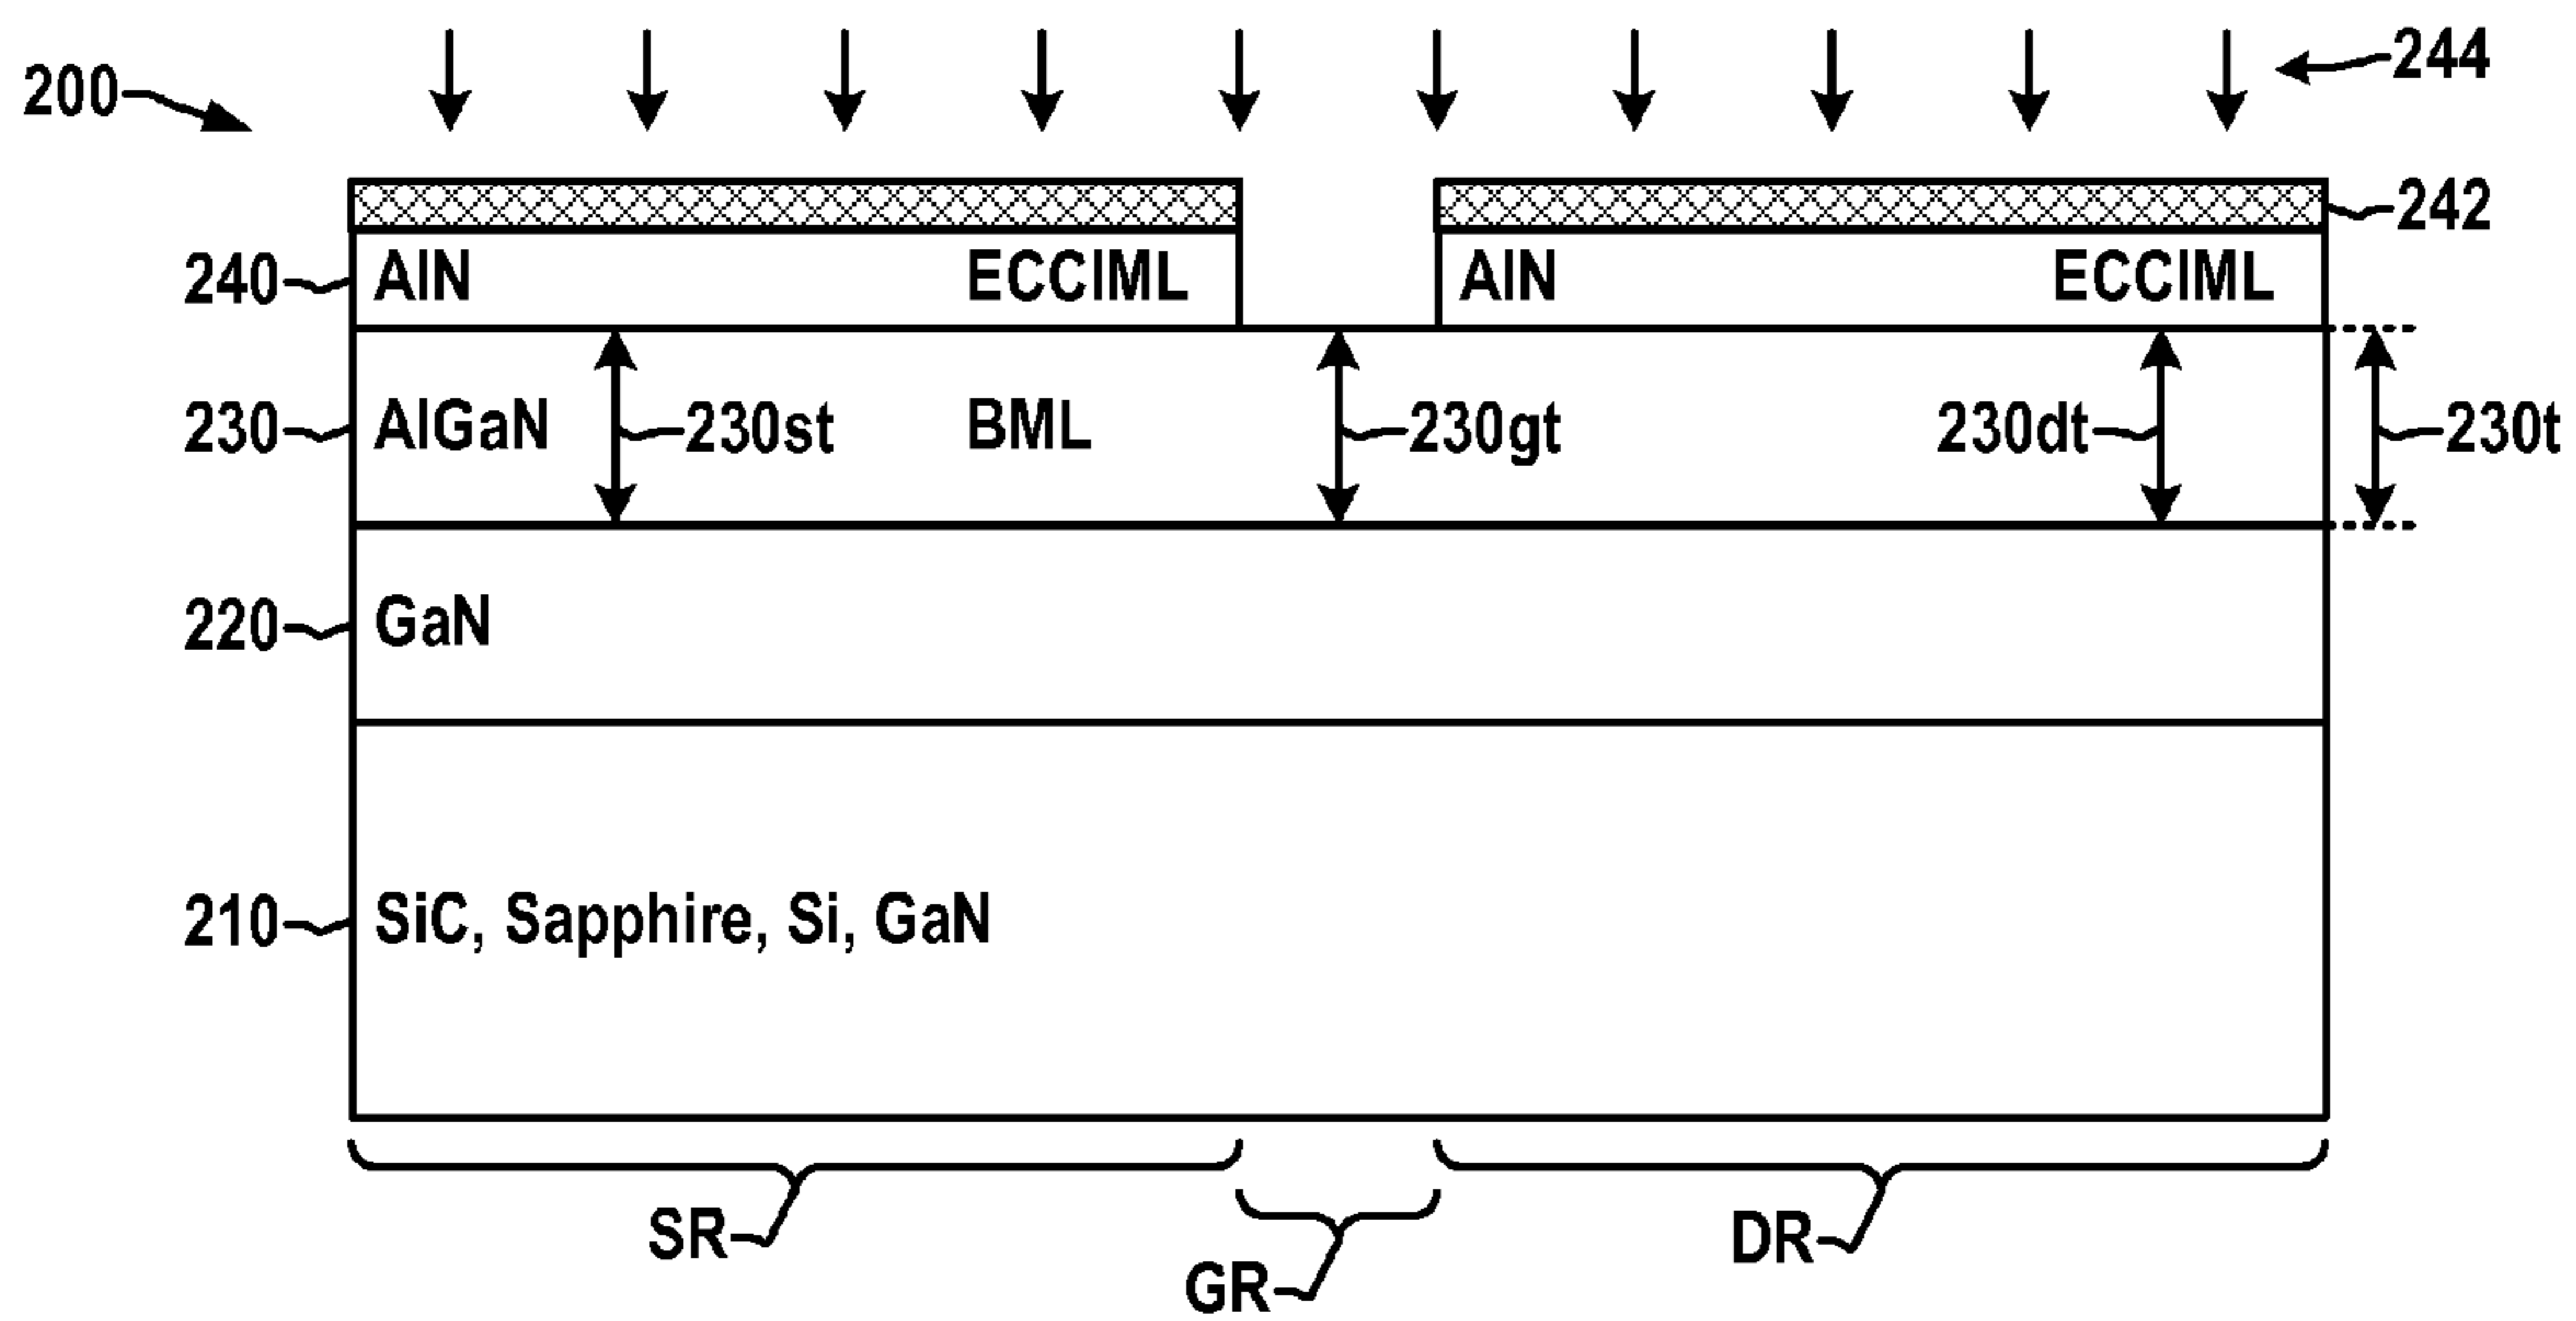 244
200
242
240 AlN ECCIML AlN ECCIML
230 AlGaN 230st BML 230gt 230dt 230t
220 GaN
210 SiC, Sapphire, Si, GaN
SR DR
GR